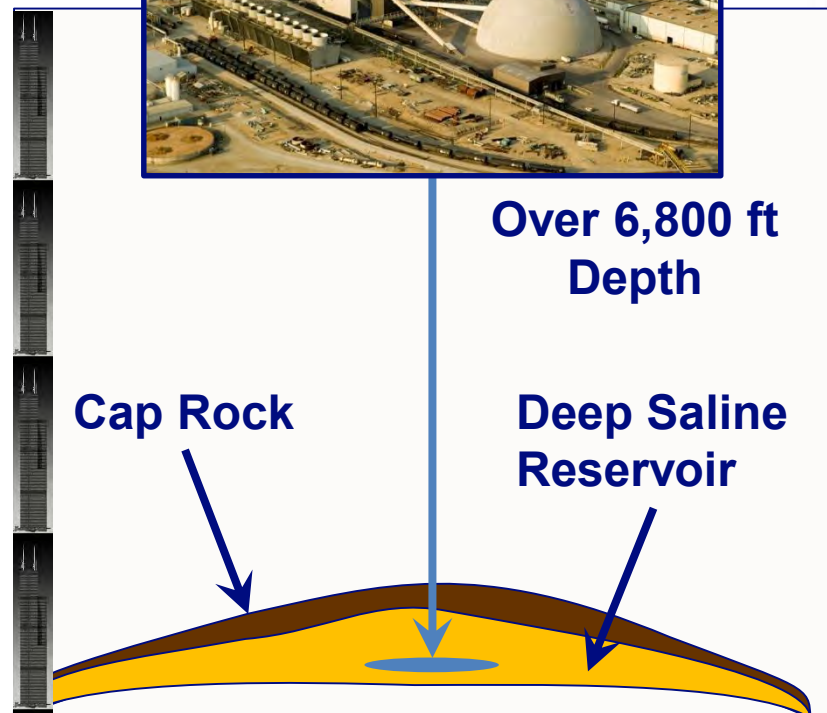 Over 6,800 ft
Depth
Cap Rock
Deep Saline
Reservoir